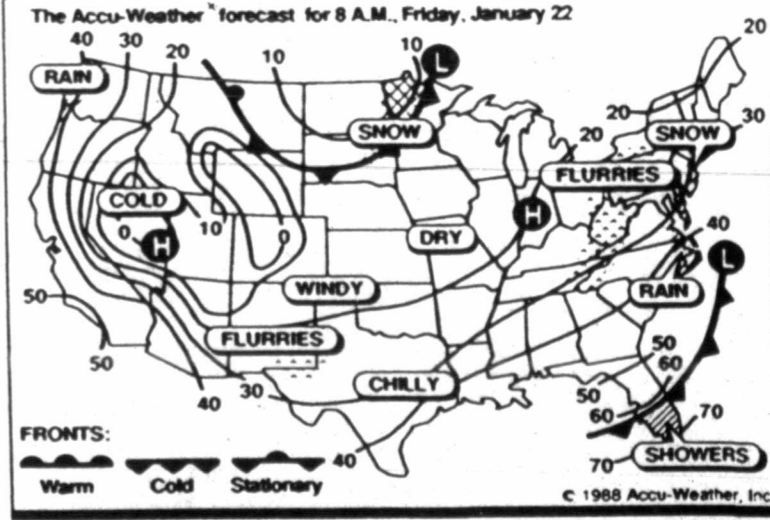 The Accu-Weather forecast for 8 A.M., Friday, January 22
40 30 20 10 10 L 20
RAIN
SNOW
20
SNOW
30
20
FLURRIES
COLD
10
0
H
0
H
DRY
40
L
WINDY
RAIN
50
50
FLURRIES
50
60
CHILLY
50
60
40
30
70
40
70
SHOWERS
FRONTS:
Warm Cold Stationary
© 1988 Accu-Weather, Inc